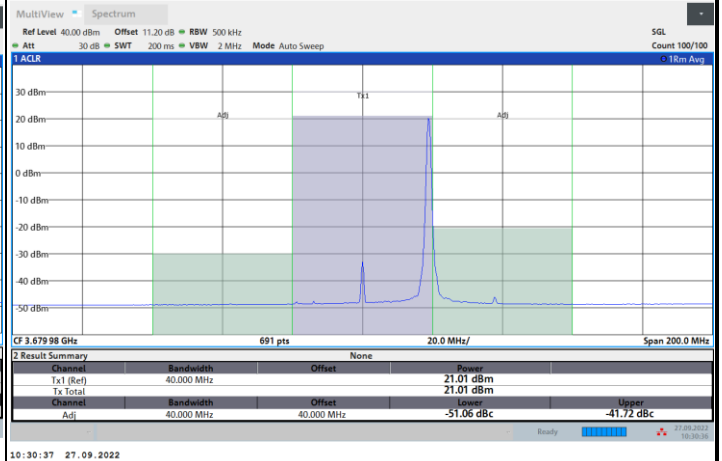 MultiView Spectrum
Ref Level 40.00 dBm Offset 11.20 dB RBW 500 kHz SGL
Att 30 dB SWT 200 ms VBW 2 MHz Mode Auto Sweep Count 100/100
1 ACLR 1Rm Avg
Tx1
Adj Adj
30 dBm
20 dBm
10 dBm
0 dBm
-10 dBm
-20 dBm
-30 dBm
-40 dBm
-50 dBm
CF 3.679 98 GHz 691 pts 20.0 MHz/ Span 200.0 MHz
2 Result Summary None
Channel Bandwidth Offset Power
Tx1 (Ref) 40.000 MHz 21.01 dBm
Tx Total 21.01 dBm
Channel Bandwidth Offset Lower Upper
Adj 40.000 MHz 40.000 MHz -51.06 dBc -41.72 dBc
Ready 27.09.2022
10:30:36
10:30:37 27.09.2022